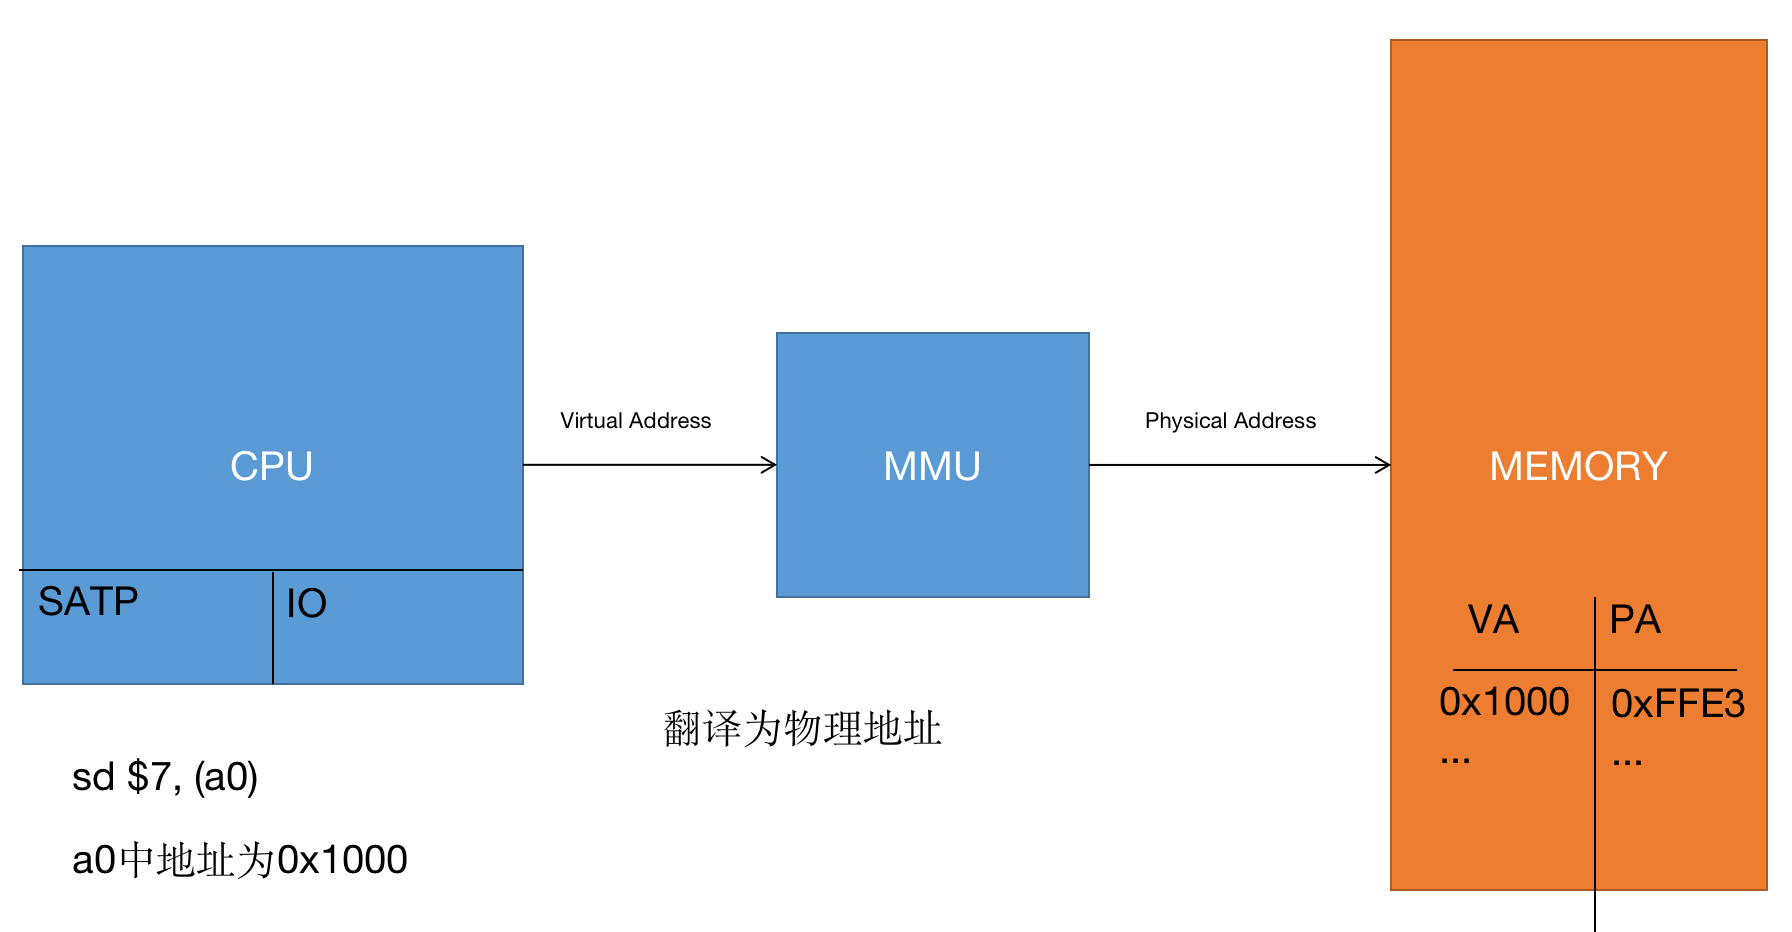 CPU
SATP
IO
Virtual Address
MMU
Physical Address
MEMORY
VA PA
0x1000 0xFFE3
... ...
翻译为物理地址
sd $7, (a0)
a0中地址为0x1000